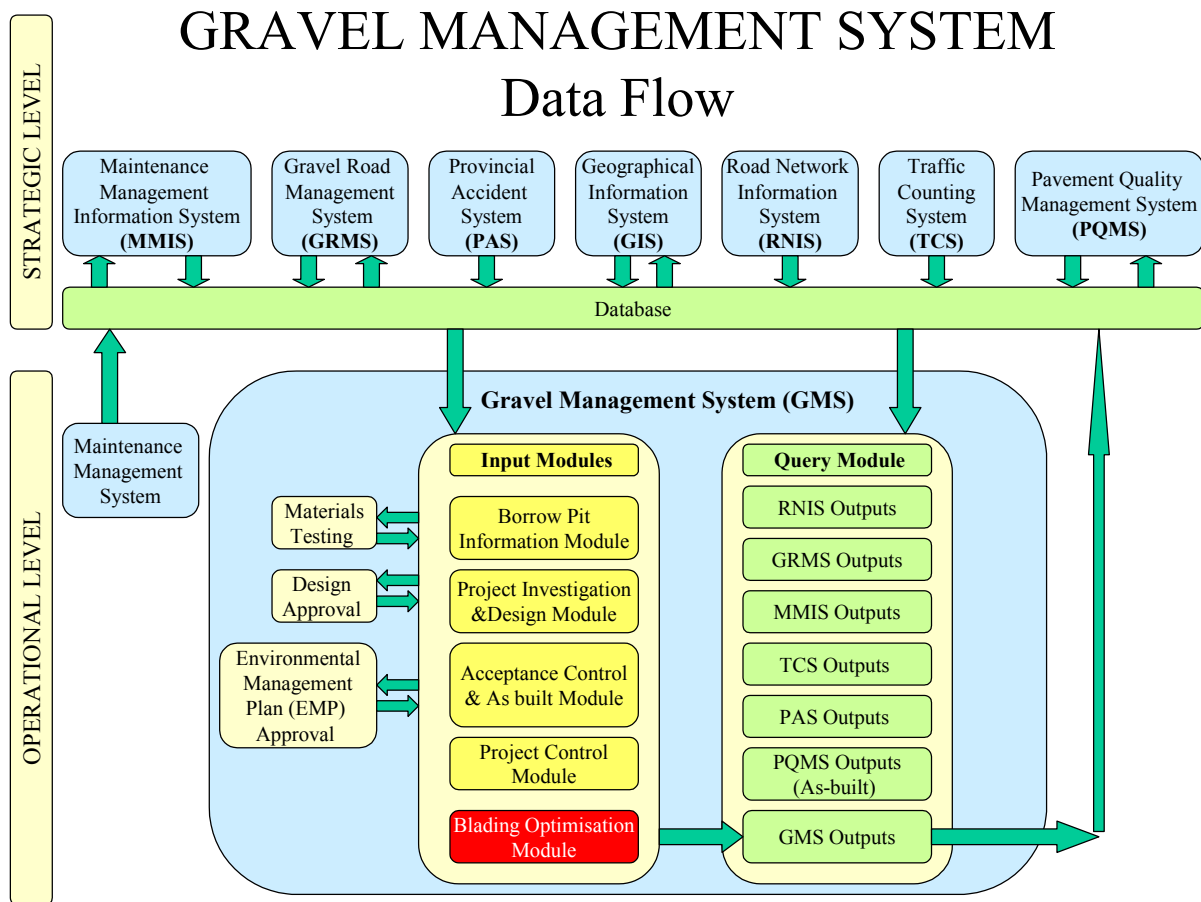 GRAVEL MANAGEMENT SYSTEM
Data Flow
STRATEGIC LEVEL
Maintenance
Management
Information System
(MMIS)
Gravel Road
Management
System
(GRMS)
Provincial
Accident
System
(PAS)
Geographical
Information
System
(GIS)
Road Network
Information
System
(RNIS)
Traffic
Counting
System
(TCS)
Pavement Quality
Management System
(PQMS)
Database
OPERATIONAL LEVEL
Maintenance
Management
System
Gravel Management System (GMS)
Materials
Testing
Design
Approval
Environmental
Management
Plan (EMP)
Approval
Input Modules
Borrow Pit
Information Module
Project Investigation
&Design Module
Acceptance Control
& As built Module
Project Control
Module
Blading Optimisation
Module
Query Module
RNIS Outputs
GRMS Outputs
MMIS Outputs
TCS Outputs
PAS Outputs
PQMS Outputs
(As-built)
GMS Outputs